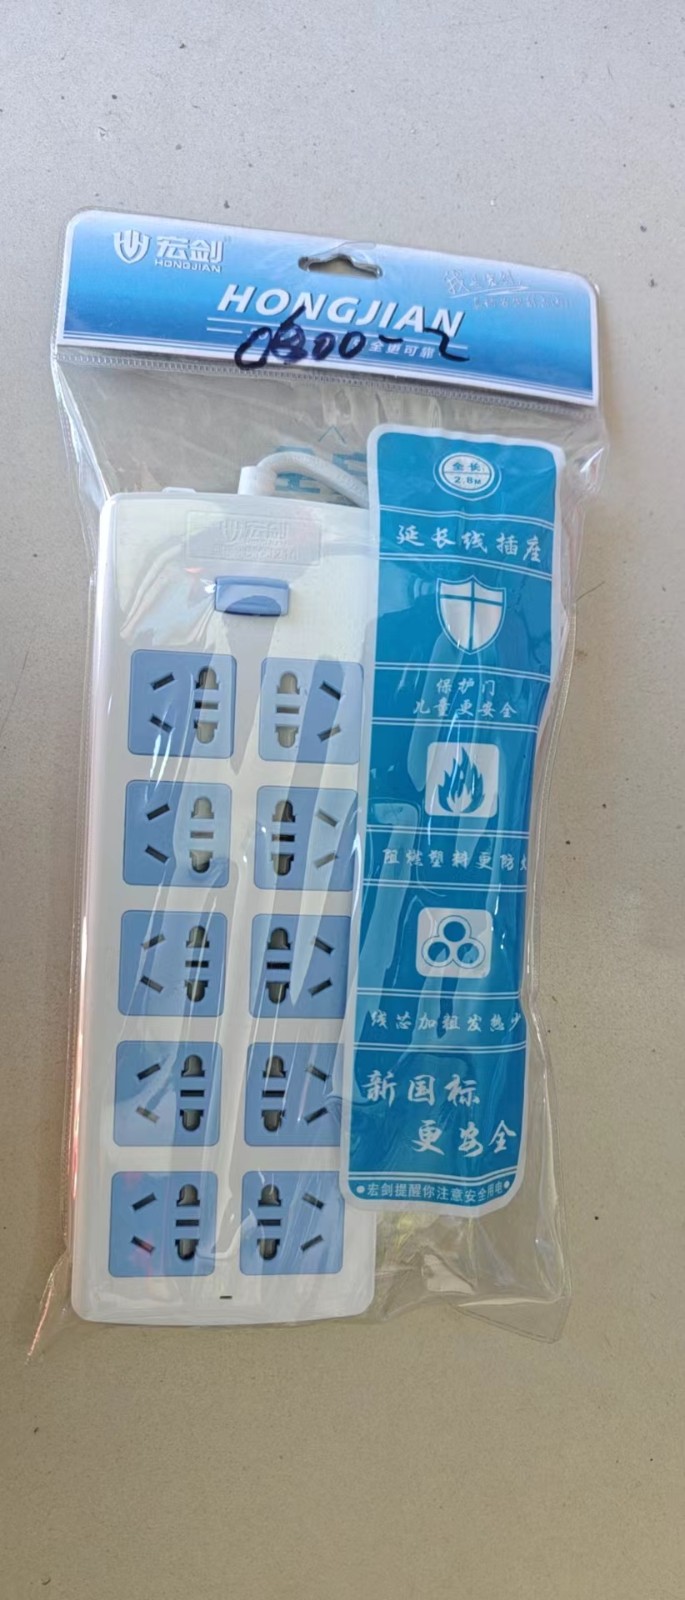 宏剑
HONGJIAN
HONGJIAN
全更可靠
全长
2.8M
宏剑
延长线插座
保护门
儿童更安全
阻燃塑料更防火
线芯加粗发热少
新国标
更安全
●宏剑提醒你注意安全用电●